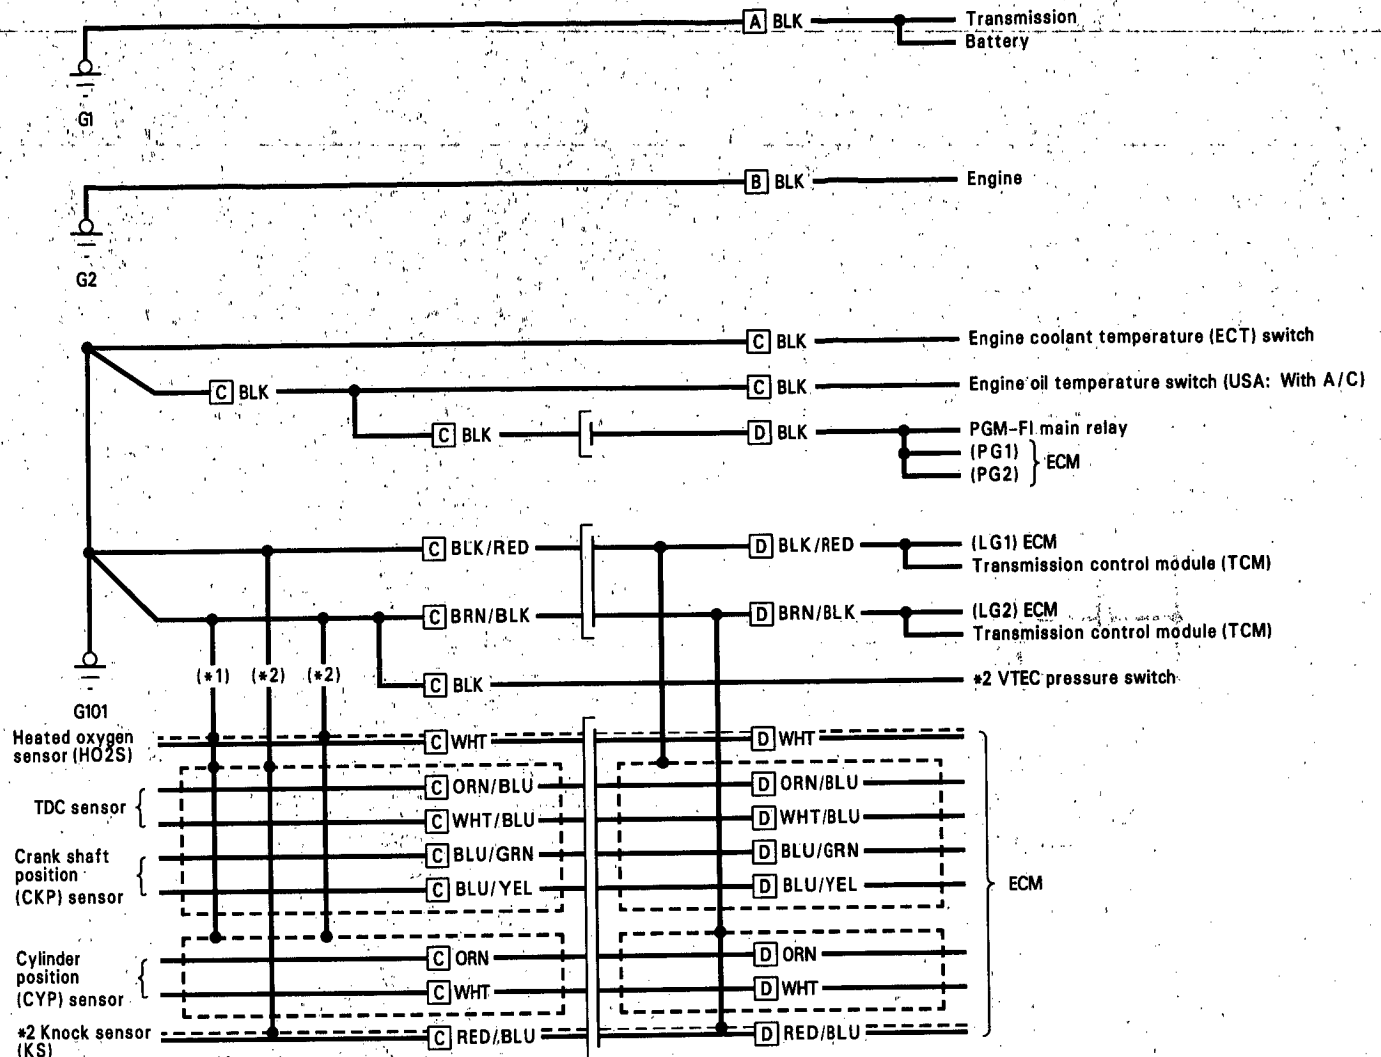 A BLK Transmission
Battery
G1
B BLK Engine
G2
C BLK Engine coolant temperature (ECT) switch
C BLK C BLK Engine oil temperature switch (USA: With A/C)
C BLK D BLK PGM-FI main relay
(PG1)
(PG2)
ECM
C BLK/RED D BLK/RED (LG1) ECM
Transmission control module (TCM)
C BRN/BLK D BRN/BLK (LG2) ECM
Transmission control module (TCM)
(*1) (*2) (*2)
C BLK *2 VTEC pressure switch
G101
Heated oxygen
sensor (HO2S)
C WHT D WHT
TDC sensor
C ORN/BLU D ORN/BLU
C WHT/BLU D WHT/BLU
Crank shaft
position
(CKP) sensor
C BLU/GRN D BLU/GRN
C BLU/YEL D BLU/YEL
ECM
Cylinder
position
(CYP) sensor
C ORN D ORN
C WHT D WHT
*2 Knock sensor
(KS)
C RED/BLU D RED/BLU